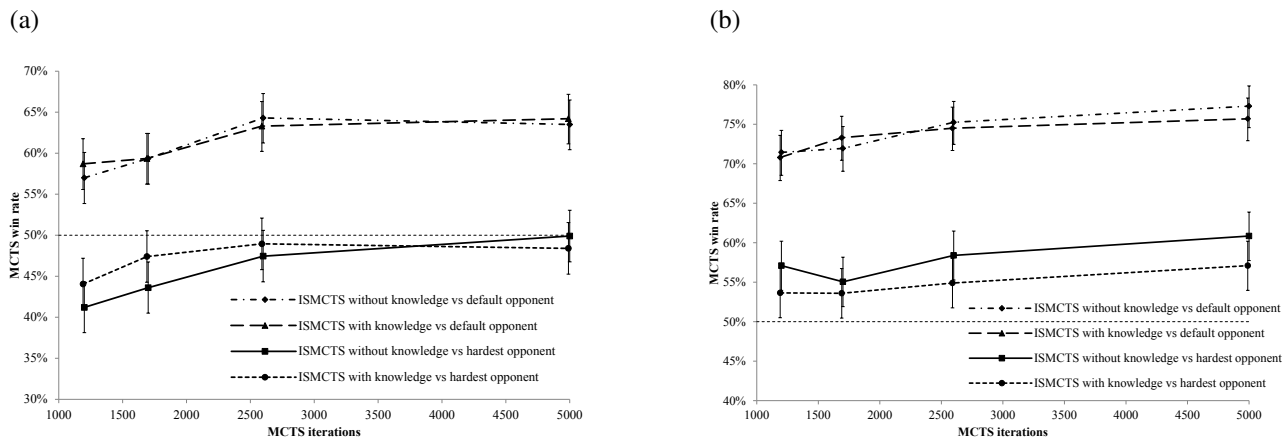 (a)
70%
65%
60%
55%
50%
45%
40%
35%
30%
MCTS win rate
ISMCTS without knowledge vs default opponent
ISMCTS with knowledge vs default opponent
ISMCTS without knowledge vs hardest opponent
ISMCTS with knowledge vs hardest opponent
1000 1500 2000 2500 3000 3500 4000 4500 5000
MCTS iterations
(b)
80%
75%
70%
65%
60%
55%
50%
45%
40%
MCTS win rate
ISMCTS without knowledge vs default opponent
ISMCTS with knowledge vs default opponent
ISMCTS without knowledge vs hardest opponent
ISMCTS with knowledge vs hardest opponent
1000 1500 2000 2500 3000 3500 4000 4500 5000
MCTS iterations